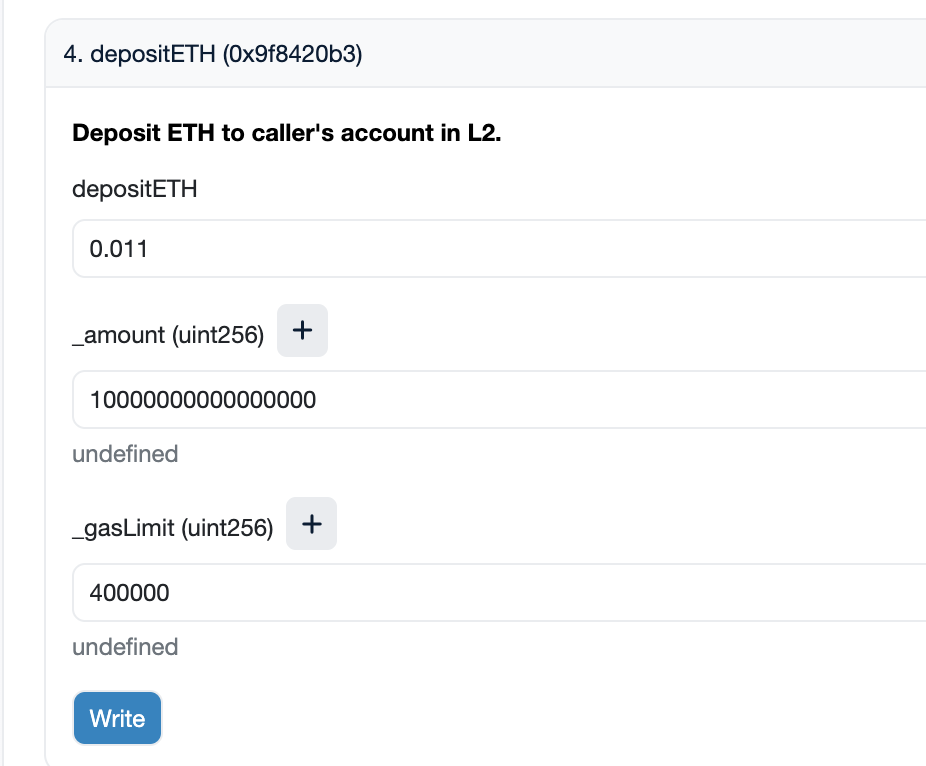 4. depositETH (0x9f8420b3)
Deposit ETH to caller's account in L2.
depositETH
0.011
_amount (uint256) +
10000000000000000
undefined
_gasLimit (uint256) +
400000
undefined
Write